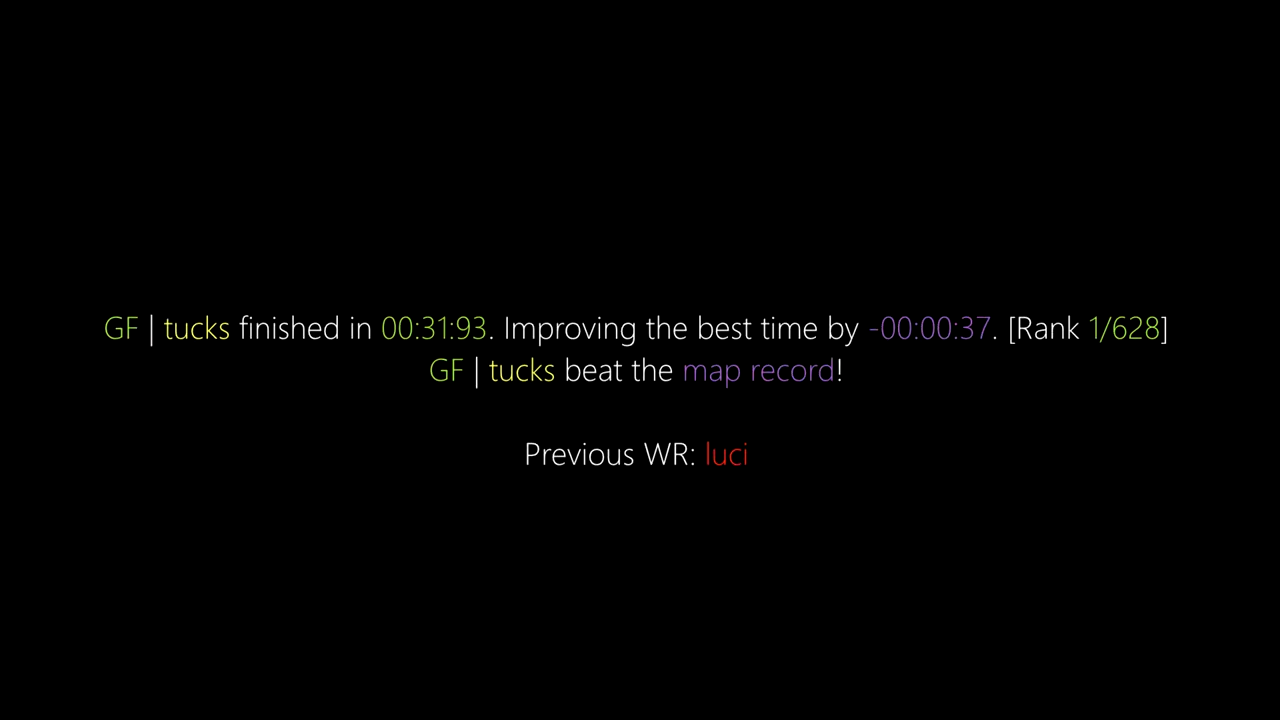 GF | tucks finished in 00:31:93. Improving the best time by -00:00:37. [Rank 1/628]
GF | tucks beat the map record!
Previous WR: luci